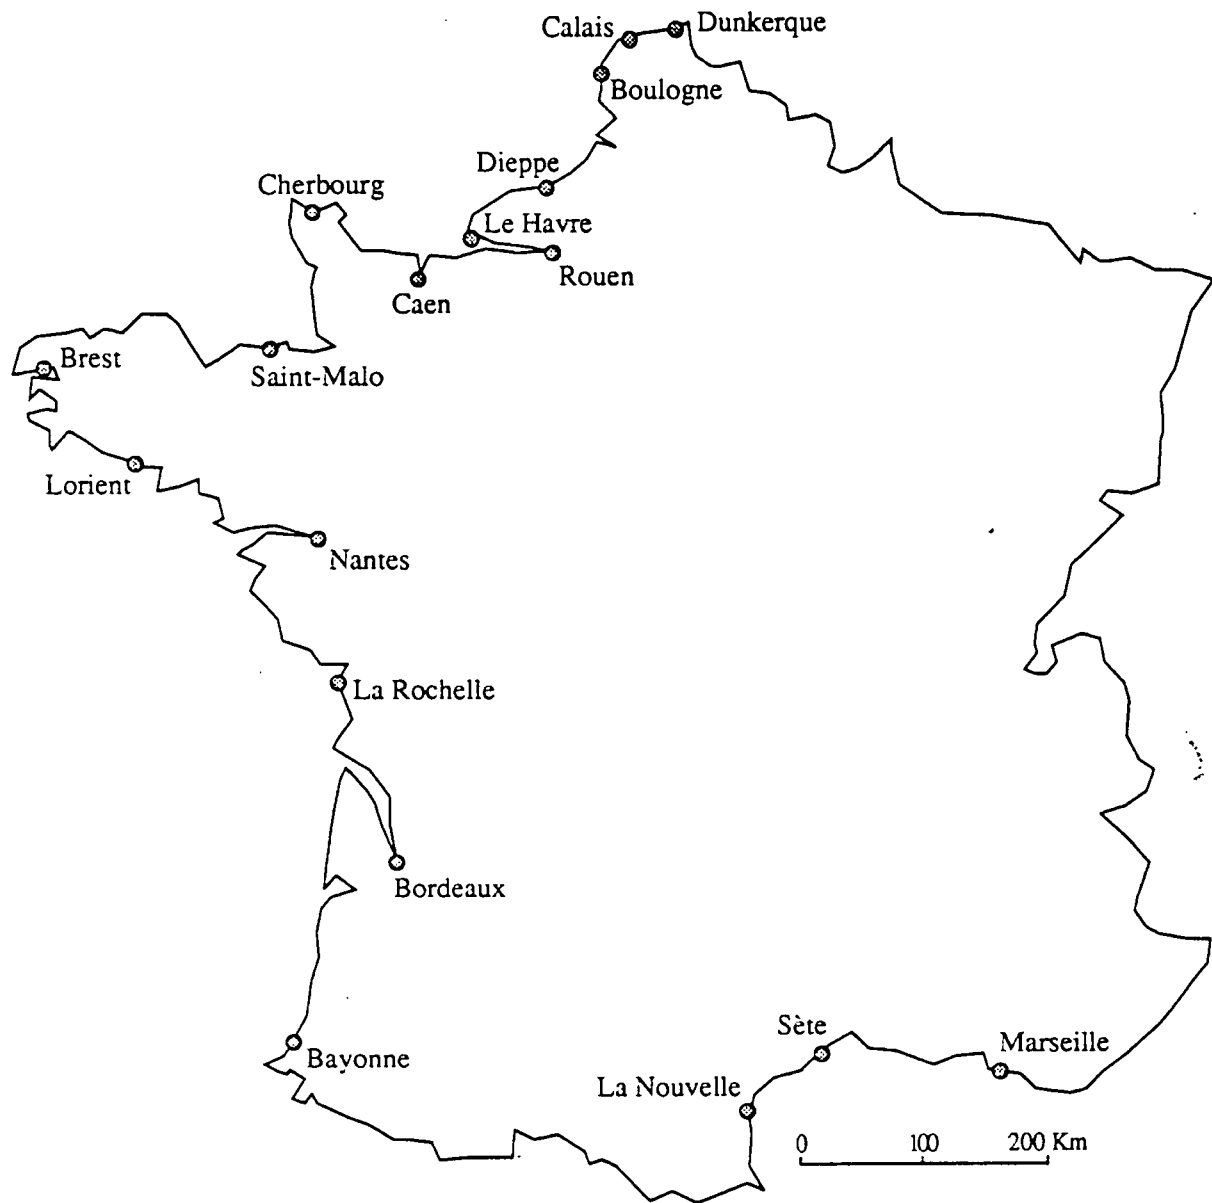 Calais
Dunkerque
Boulogne
Dieppe
Cherbourg
Le Havre
Rouen
Caen
Brest
Saint-Malo
Lorient
Nantes
La Rochelle
Bordeaux
Sète
Marseille
Bayonne
La Nouvelle
0 100 200 Km